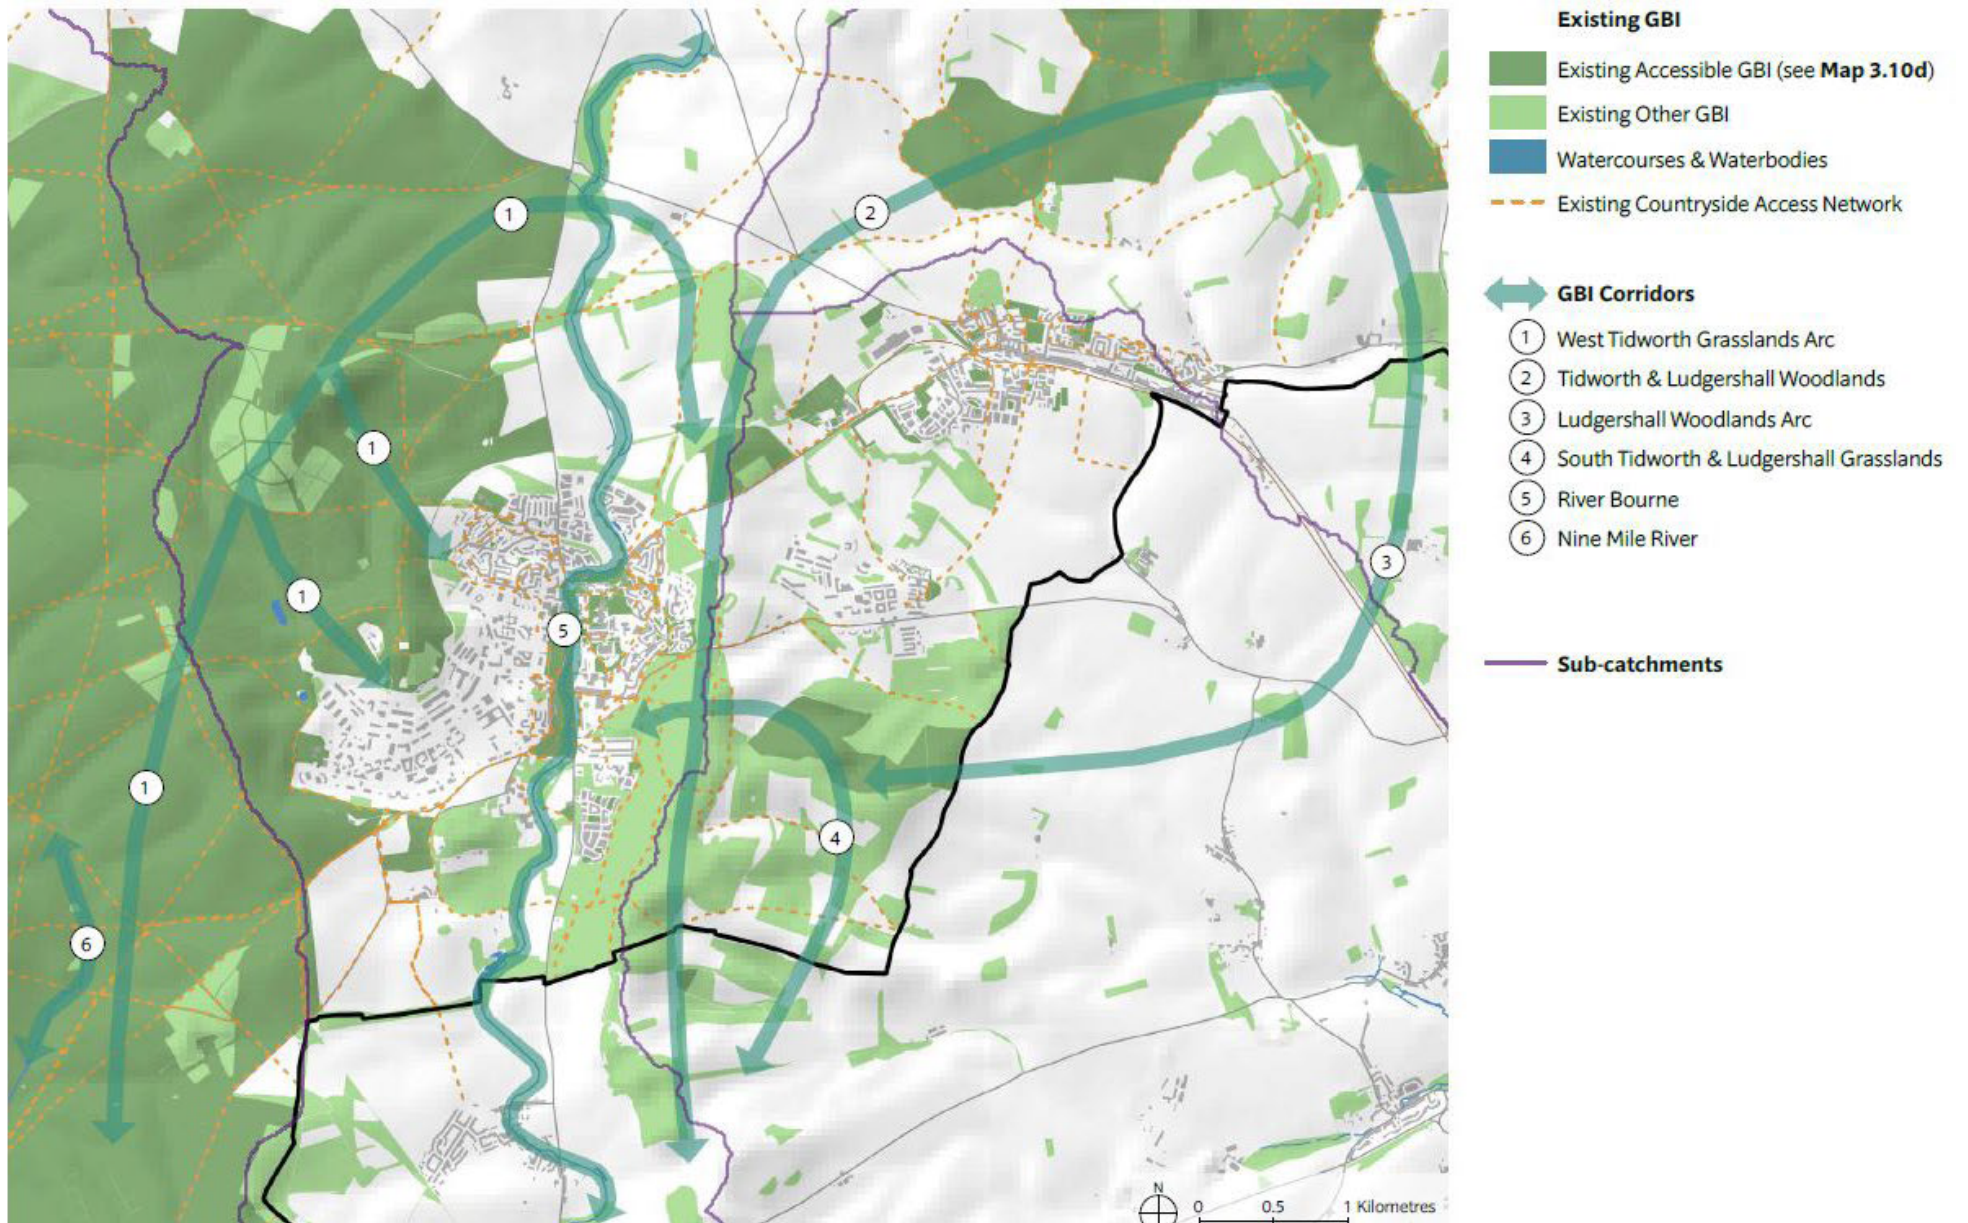 Existing GBI
Existing Accessible GBI (see Map 3.10d)
Existing Other GBI
Watercourses & Waterbodies
Existing Countryside Access Network
GBI Corridors
1 West Tidworth Grasslands Arc
2 Tidworth & Ludgershall Woodlands
3 Ludgershall Woodlands Arc
4 South Tidworth & Ludgershall Grasslands
5 River Bourne
6 Nine Mile River
Sub-catchments
1
2
1
3
1
5
1
4
6
N
0 0.5 1 Kilometres